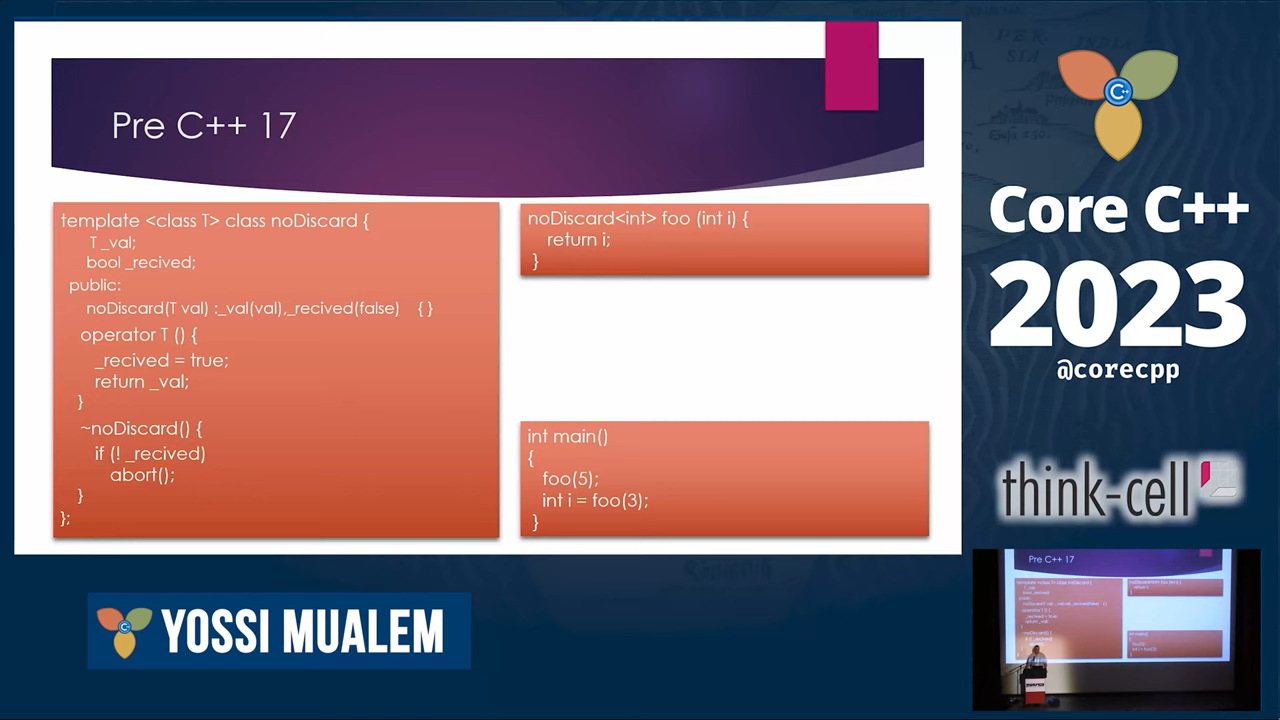 Pre C++ 17
template <class T> class noDiscard {
T _val;
bool _recived;
public:
noDiscard(T val) :_val(val),_recived(false) { }
operator T () {
_recived = true;
return _val;
}
~noDiscard() {
if (! _recived)
abort();
}
};
noDiscard<int> foo (int i) {
return i;
}
int main()
{
foo(5);
int i = foo(3);
}
C++
Core C++
2023
@corecpp
think-cell
YOSSI MUALEM
Pre C++ 17